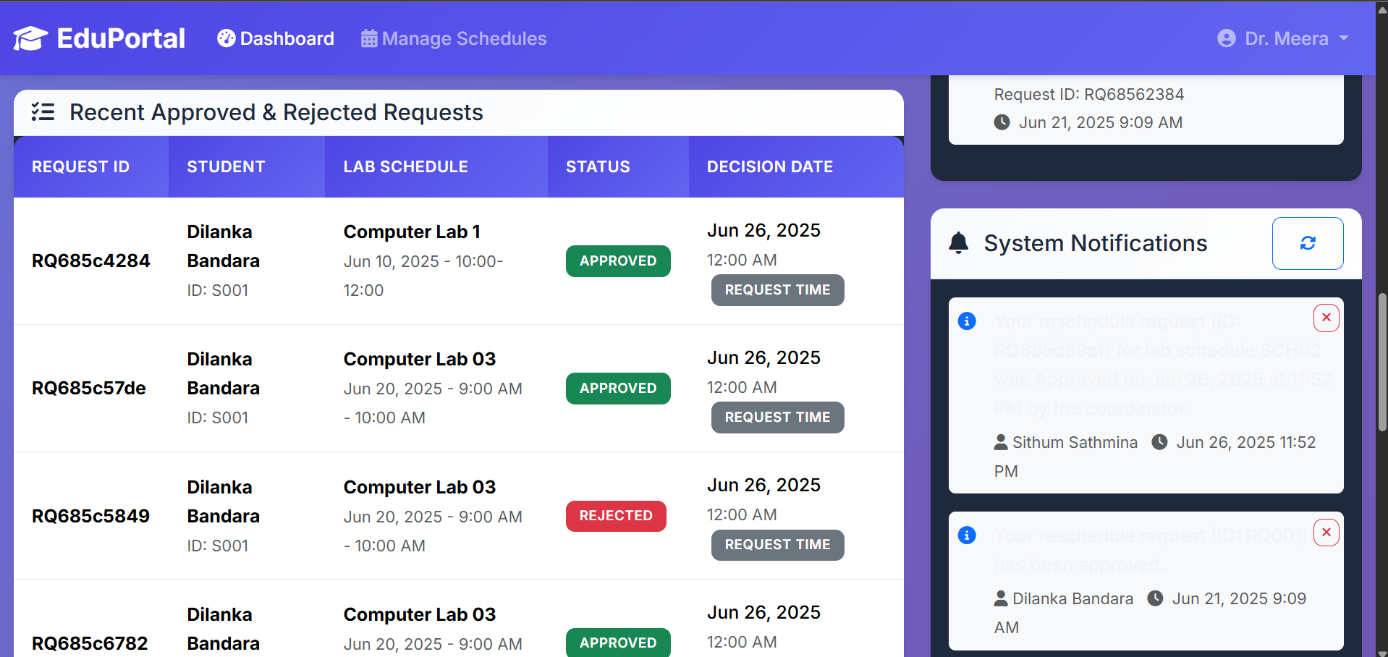 EduPortal
Dashboard
Manage Schedules
Dr. Meera
Recent Approved & Rejected Requests
REQUEST ID STUDENT LAB SCHEDULE STATUS DECISION DATE
RQ685c4284
Dilanka
Bandara
ID: S001
Computer Lab 1
Jun 10, 2025 - 10:00-
12:00
APPROVED
Jun 26, 2025
12:00 AM
REQUEST TIME
RQ685c57de
Dilanka
Bandara
ID: S001
Computer Lab 03
Jun 20, 2025 - 9:00 AM
- 10:00 AM
APPROVED
Jun 26, 2025
12:00 AM
REQUEST TIME
RQ685c5849
Dilanka
Bandara
ID: S001
Computer Lab 03
Jun 20, 2025 - 9:00 AM
- 10:00 AM
REJECTED
Jun 26, 2025
12:00 AM
REQUEST TIME
RQ685c6782
Dilanka
Bandara
Computer Lab 03
Jun 20, 2025 - 9:00 AM
APPROVED
Jun 26, 2025
12:00 AM
Request ID: RQ68562384
Jun 21, 2025 9:09 AM
System Notifications
Your reschedule request (ID:
RQ685d89af) for lab schedule SCH02
was Approved on Jun 26, 2025 at 11:52
PM by the coordinator.
Sithum Sathmina Jun 26, 2025 11:52
PM
Your reschedule request (ID: RQ001)
has been approved.
Dilanka Bandara Jun 21, 2025 9:09
AM